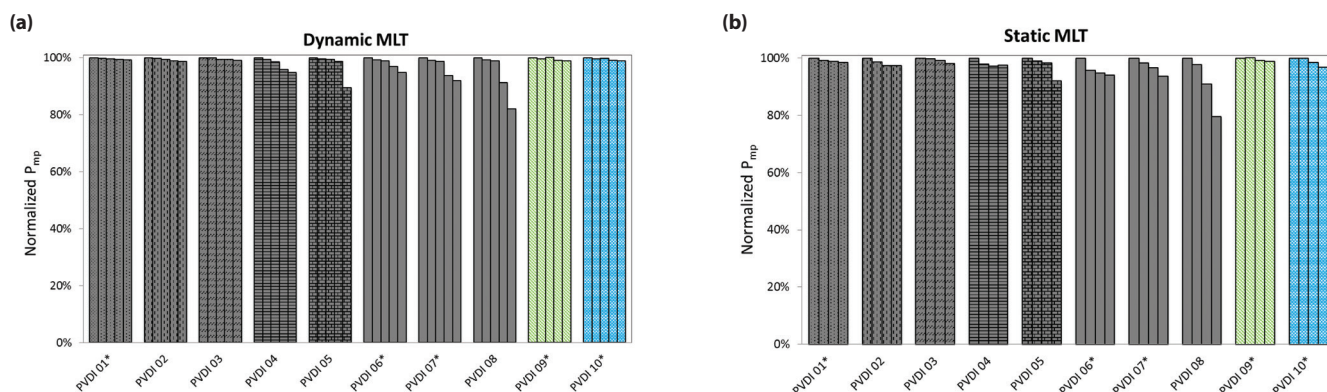 (a)
Dynamic MLT
Normalized Pmp
100%
80%
60%
40%
20%
0%
PVDI 01*
PVDI 02
PVDI 03
PVDI 04
PVDI 05
PVDI 06*
PVDI 07*
PVDI 08
PVDI 09*
PVDI 10*
(b)
Static MLT
Normalized Pmp
100%
80%
60%
40%
20%
0%
PVDI 01*
PVDI 02
PVDI 03
PVDI 04
PVDI 05
PVDI 06*
PVDI 07*
PVDI 08
PVDI 09*
PVDI 10*